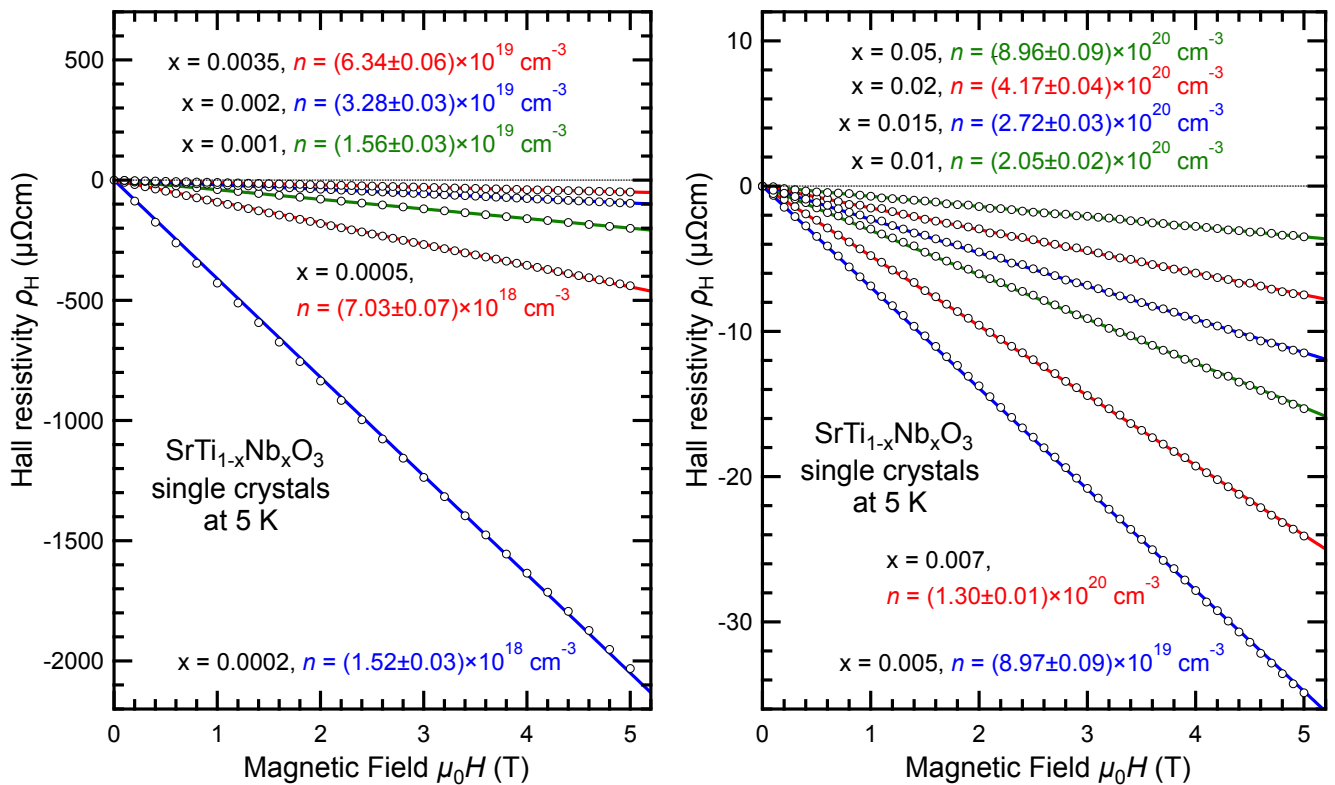 500
0
-500
-1000
-1500
-2000
Hall resistivity ρH (μΩcm)
x = 0.0035, n = (6.34±0.06)×10^19 cm^-3
x = 0.002, n = (3.28±0.03)×10^19 cm^-3
x = 0.001, n = (1.56±0.03)×10^19 cm^-3
x = 0.0005,
n = (7.03±0.07)×10^18 cm^-3
SrTi1-xNbxO3
single crystals
at 5 K
x = 0.0002, n = (1.52±0.03)×10^18 cm^-3
0 1 2 3 4 5
Magnetic Field μ0H (T)
10
0
-10
-20
-30
Hall resistivity ρH (μΩcm)
x = 0.05, n = (8.96±0.09)×10^20 cm^-3
x = 0.02, n = (4.17±0.04)×10^20 cm^-3
x = 0.015, n = (2.72±0.03)×10^20 cm^-3
x = 0.01, n = (2.05±0.02)×10^20 cm^-3
SrTi1-xNbxO3
single crystals
at 5 K
x = 0.007,
n = (1.30±0.01)×10^20 cm^-3
x = 0.005, n = (8.97±0.09)×10^19 cm^-3
0 1 2 3 4 5
Magnetic Field μ0H (T)